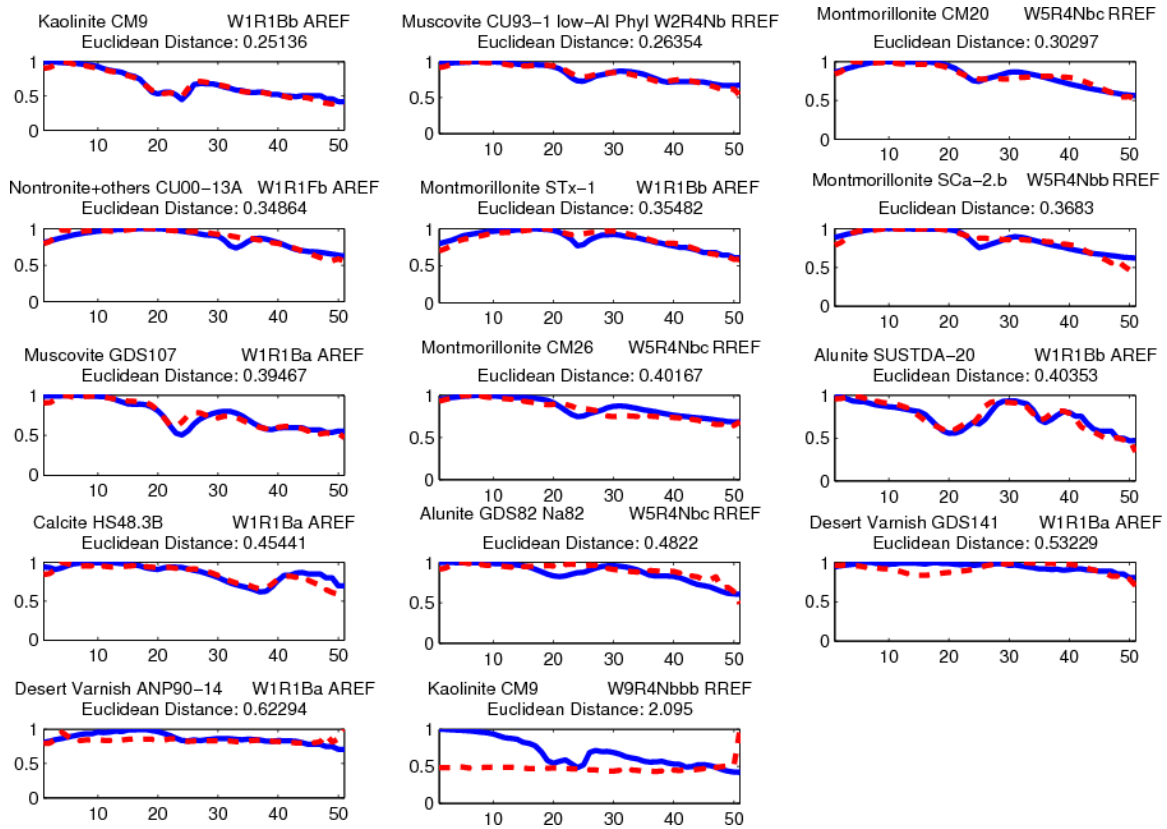 Kaolinite CM9 W1R1Bb AREF
Euclidean Distance: 0.25136
1
0.5
0
10 20 30 40 50
Muscovite CU93−1 low−Al Phyl W2R4Nb RREF
Euclidean Distance: 0.26354
1
0.5
0
10 20 30 40 50
Montmorillonite CM20 W5R4Nbc RREF
Euclidean Distance: 0.30297
1
0.5
0
10 20 30 40 50
Nontronite+others CU00−13A W1R1Fb AREF
Euclidean Distance: 0.34864
1
0.5
0
10 20 30 40 50
Montmorillonite STx−1 W1R1Bb AREF
Euclidean Distance: 0.35482
1
0.5
0
10 20 30 40 50
Montmorillonite SCa−2.b W5R4Nbb RREF
Euclidean Distance: 0.3683
1
0.5
0
10 20 30 40 50
Muscovite GDS107 W1R1Ba AREF
Euclidean Distance: 0.39467
1
0.5
0
10 20 30 40 50
Montmorillonite CM26 W5R4Nbc RREF
Euclidean Distance: 0.40167
1
0.5
0
10 20 30 40 50
Alunite SUSTDA−20 W1R1Bb AREF
Euclidean Distance: 0.40353
1
0.5
0
10 20 30 40 50
Calcite HS48.3B W1R1Ba AREF
Euclidean Distance: 0.45441
1
0.5
0
10 20 30 40 50
Alunite GDS82 Na82 W5R4Nbc RREF
Euclidean Distance: 0.4822
1
0.5
0
10 20 30 40 50
Desert Varnish GDS141 W1R1Ba AREF
Euclidean Distance: 0.53229
1
0.5
0
10 20 30 40 50
Desert Varnish ANP90−14 W1R1Ba AREF
Euclidean Distance: 0.62294
1
0.5
0
10 20 30 40 50
Kaolinite CM9 W9R4Nbbb RREF
Euclidean Distance: 2.095
1
0.5
0
10 20 30 40 50